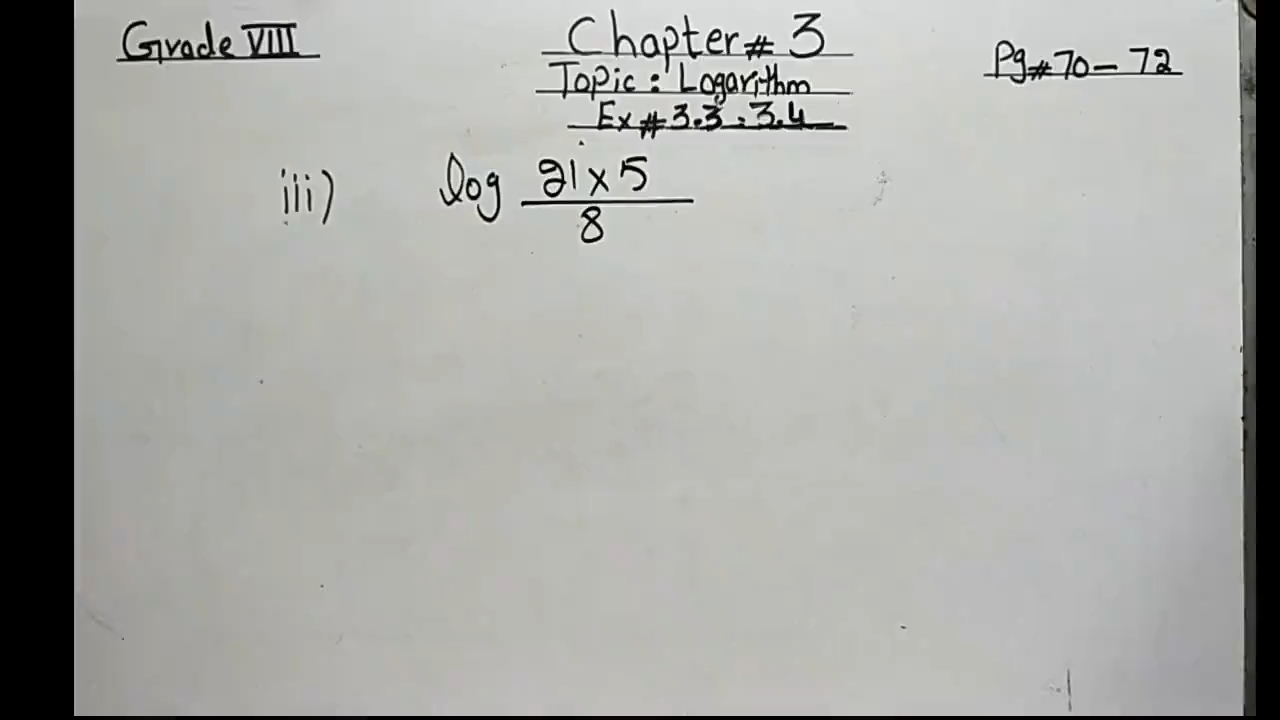 Grade VIII
Chapter # 3
Pg # 70 - 72
Topic : Logarithm
Ex # 3.3 , 3.4
iii) log 21 x 5
8